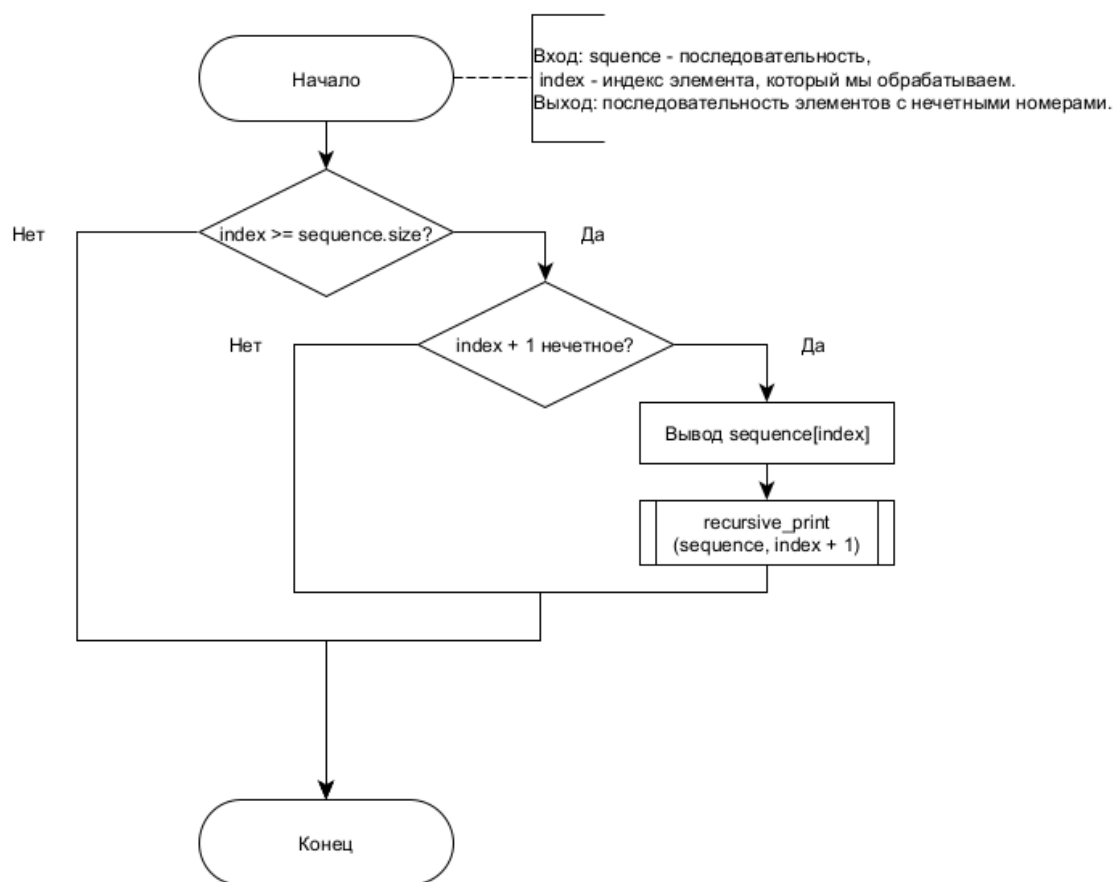 Начало
Вход: squence - последовательность,
index - индекс элемента, который мы обрабатываем.
Выход: последовательность элементов с нечетными номерами.
Нет
index >= sequence.size?
Да
Нет
index + 1 нечетное?
Да
Вывод sequence[index]
recursive_print
(sequence, index + 1)
Конец